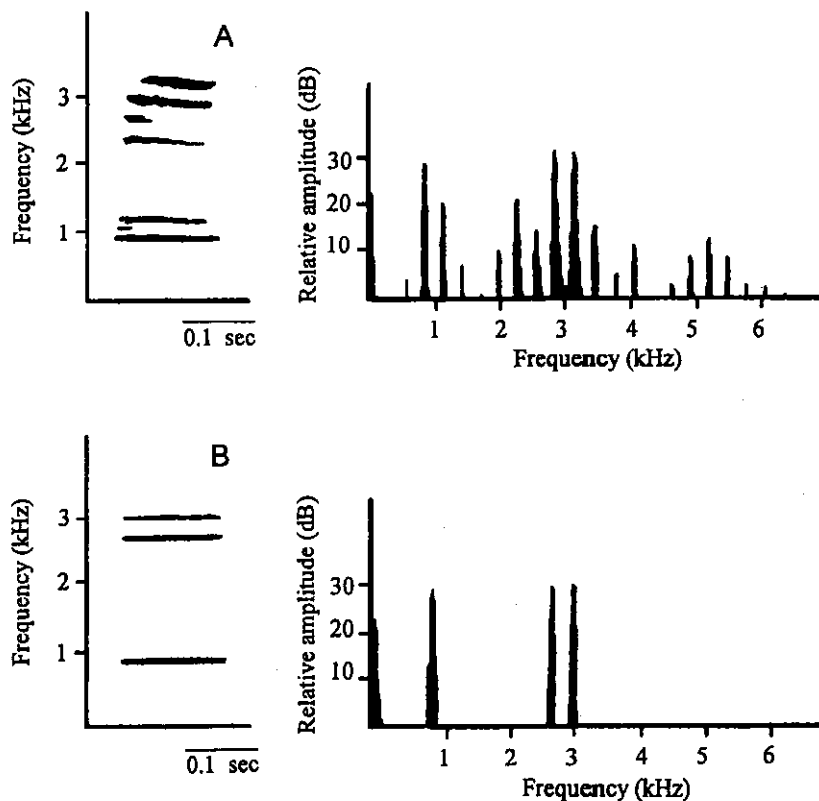 A
Frequency (kHz)
3
2
1
0.1 sec
Relative amplitude (dB)
30
20
10
1 2 3 4 5 6
Frequency (kHz)
B
Frequency (kHz)
3
2
1
0.1 sec
Relative amplitude (dB)
30
20
10
1 2 3 4 5 6
Frequency (kHz)